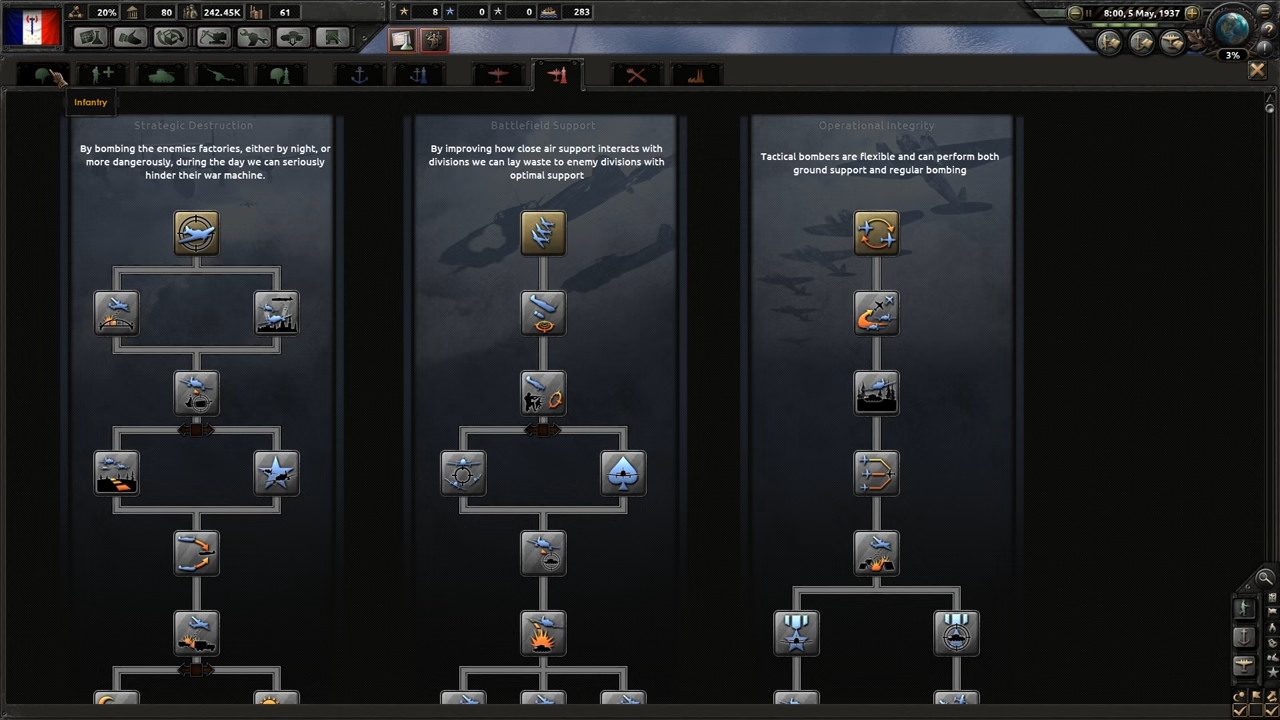 20% 80 242.45K 61 8 0 0 283 8:00, 5 May, 1937
3%
Infantry
Strategic Destruction
By bombing the enemies factories, either by night, or
more dangerously, during the day we can seriously
hinder their war machine.
Battlefield Support
By improving how close air support interacts with
divisions we can lay waste to enemy divisions with
optimal support
Operational Integrity
Tactical bombers are flexible and can perform both
ground support and regular bombing